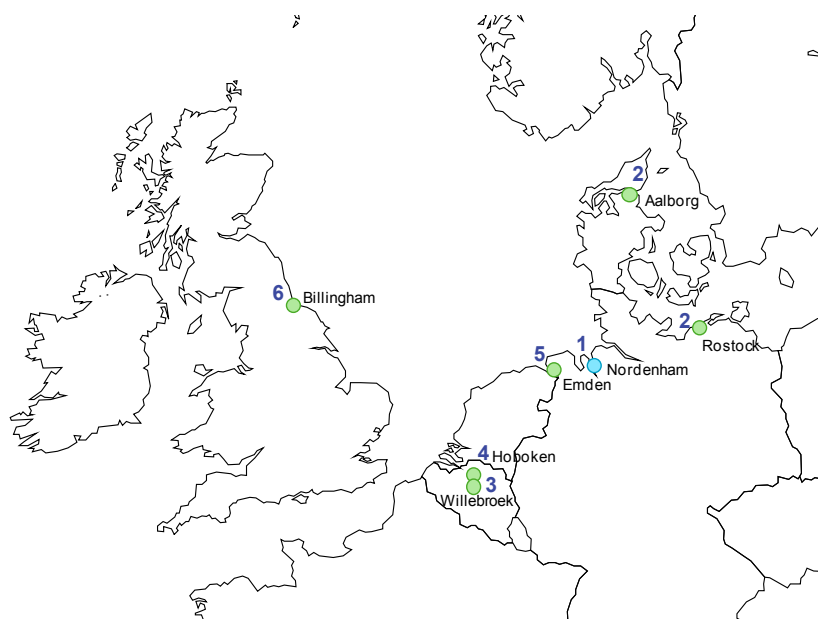 2
Aalborg
6 Billingham
2
Rostock
1
Nordenham
5
Emden
4 Hoboken
3
Willebroek